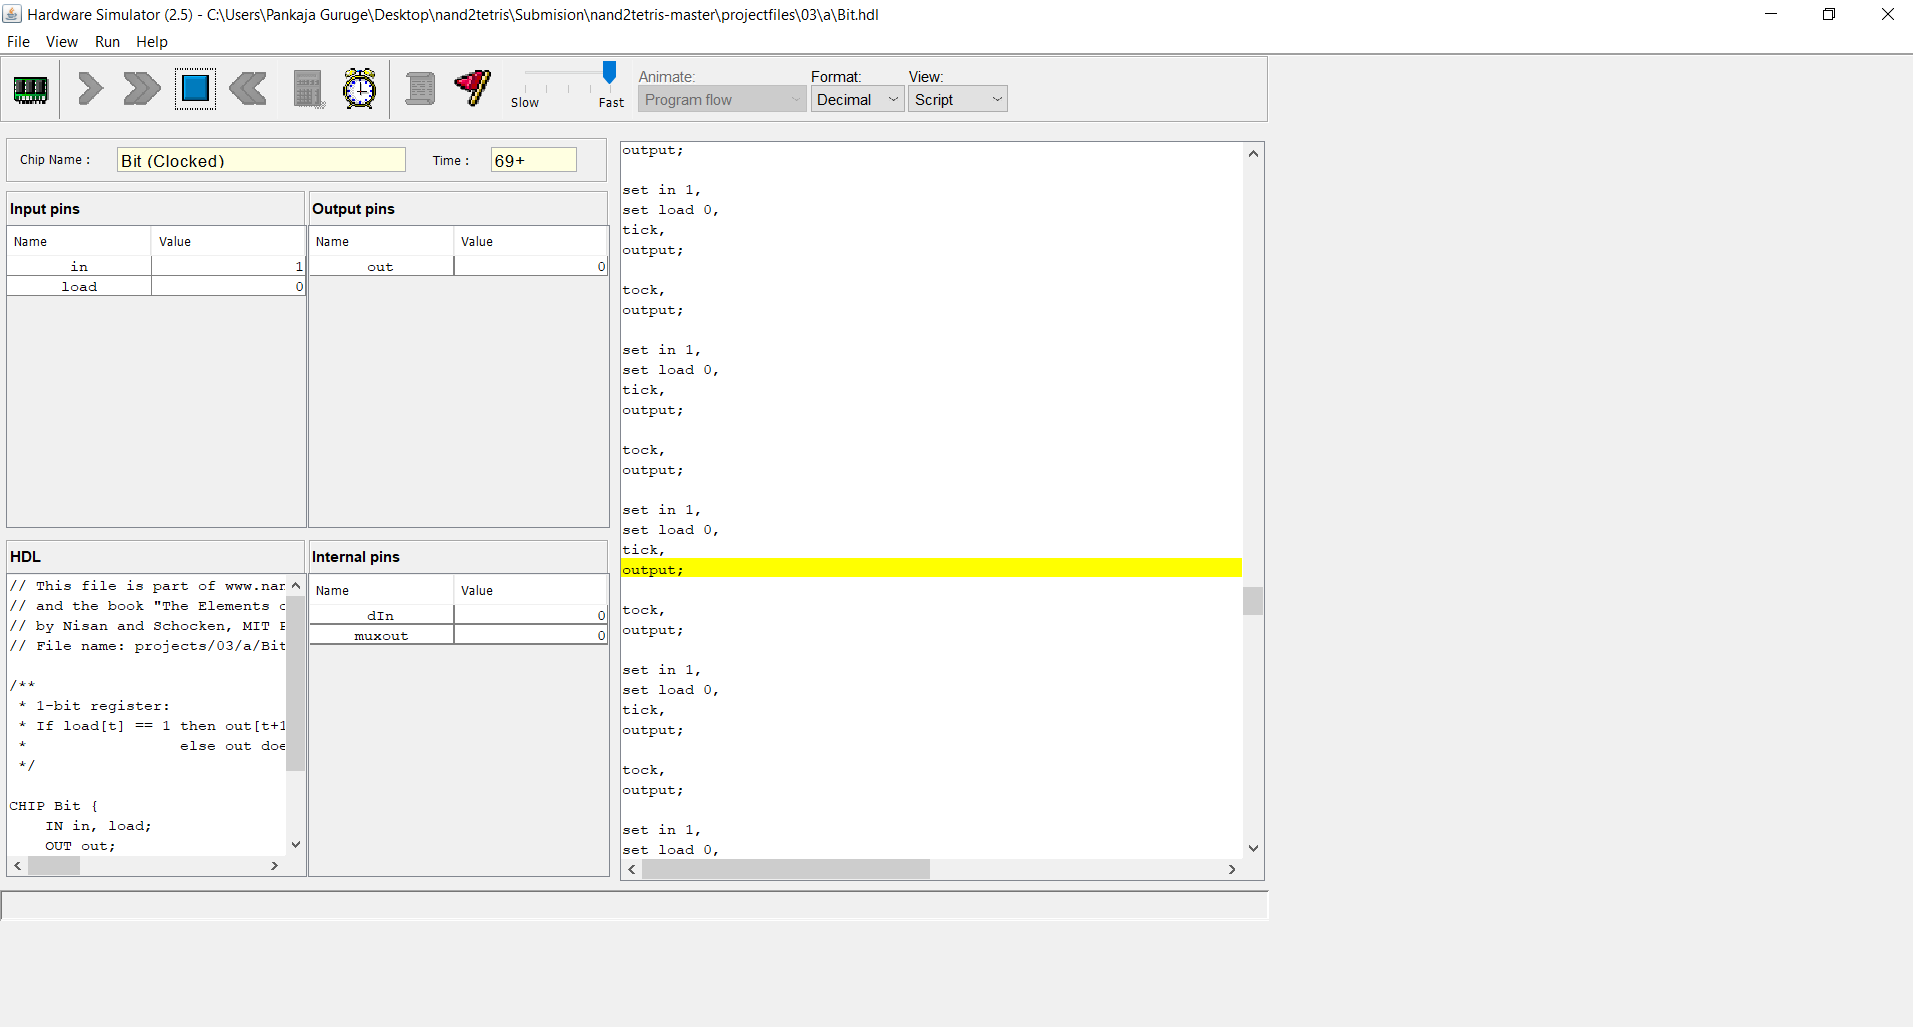 Hardware Simulator (2.5) - C:\Users\Pankaja Guruge\Desktop\nand2tetris\Submision\nand2tetris-master\projectfiles\03\a\Bit.hdl
File View Run Help
Slow Fast
Animate:
Program flow
Format:
Decimal
View:
Script
Chip Name :
Bit (Clocked)
Time :
69+
Input pins
Name Value
in 1
load 0
Output pins
Name Value
out 0
HDL
// This file is part of www.nan
// and the book "The Elements o
// by Nisan and Schocken, MIT P
// File name: projects/03/a/Bit
/**
* 1-bit register:
* If load[t] == 1 then out[t+1
* else out doe
*/
CHIP Bit {
IN in, load;
OUT out;
Internal pins
Name Value
dIn 0
muxout 0
output;
set in 1,
set load 0,
tick,
output;
tock,
output;
set in 1,
set load 0,
tick,
output;
tock,
output;
set in 1,
set load 0,
tick,
output;
tock,
output;
set in 1,
set load 0,
tick,
output;
tock,
output;
set in 1,
set load 0,